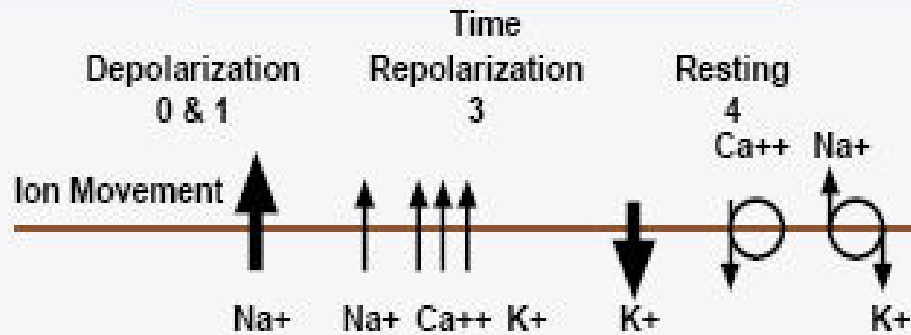 Time
Depolarization Repolarization Resting
0 & 1 3 4
Ca++ Na+
Ion Movement
Na+ Na+ Ca++ K+ K+ K+